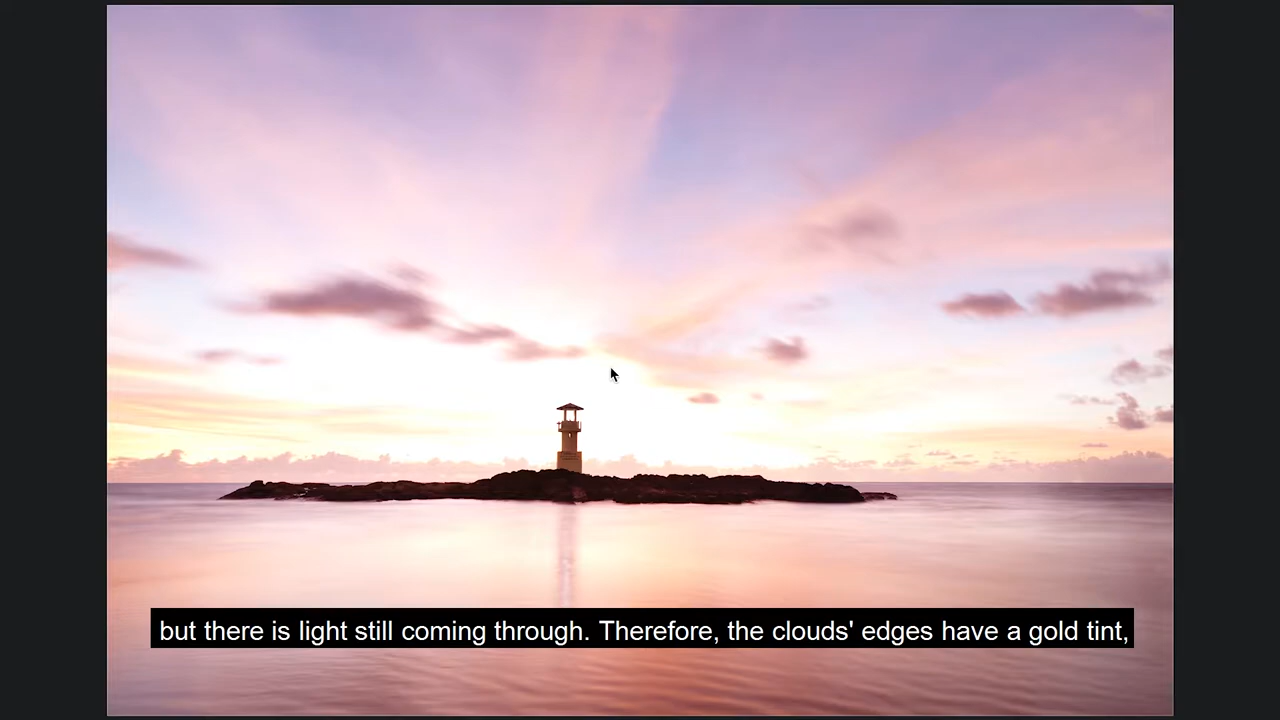 but there is light still coming through. Therefore, the clouds' edges have a gold tint,